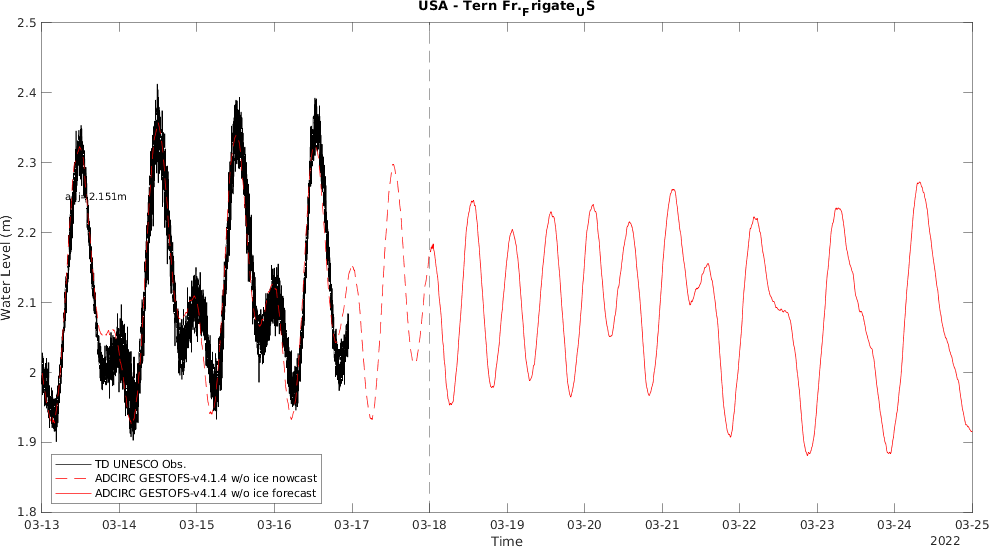 USA - Tern Fr.FrigateUS
2.5
2.4
2.3
2.2
2.1
2
1.9
1.8
Water Level (m)
2.151m
TD UNESCO Obs.
ADCIRC GESTOFS-v4.1.4 w/o ice nowcast
ADCIRC GESTOFS-v4.1.4 w/o ice forecast
03-13 03-14 03-15 03-16 03-17 03-18 03-19 03-20 03-21 03-22 03-23 03-24 03-25
Time
2022